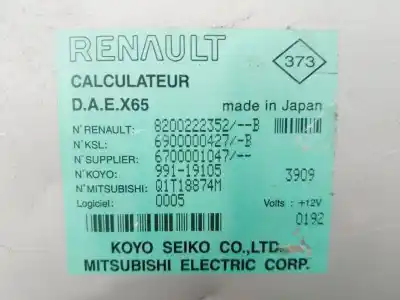 RENAULT
373
CALCULATEUR
D.A.E.X65
made in Japan
N°RENAULT: 8200222352/--B
N°KSL: 6900000427/-B
N°SUPPLIER: 6700001047/--
N°KOYO: 991-19105 3909
N°MITSUBISHI: Q1T18874M
Logiciel: 0005 Volts : +12V
0192
KOYO SEIKO CO.,LTD.
MITSUBISHI ELECTRIC CORP.